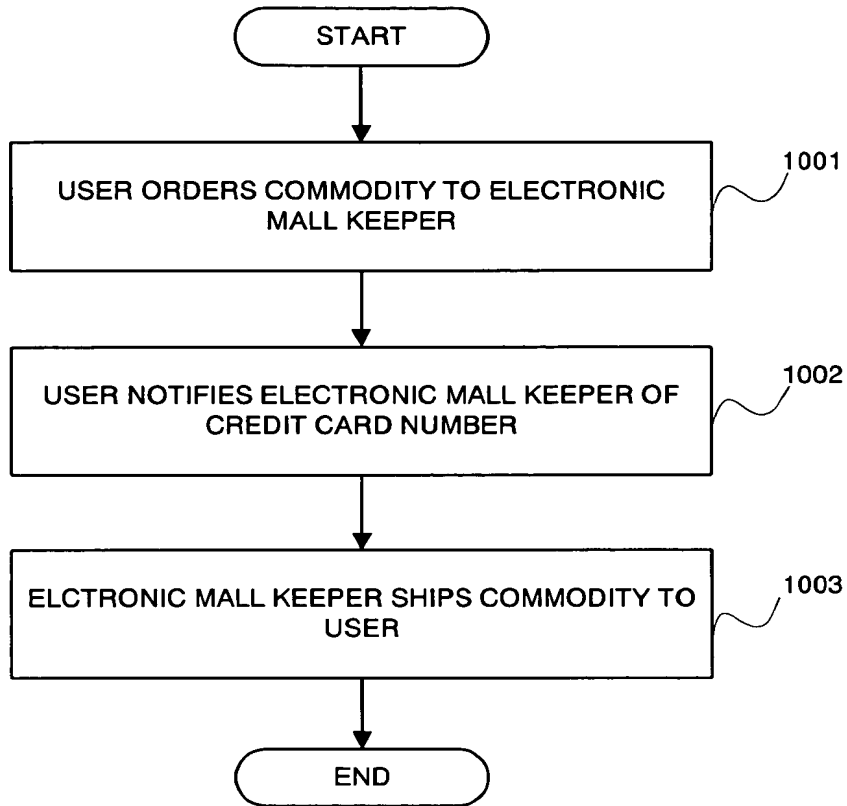 START
USER ORDERS COMMODITY TO ELECTRONIC
MALL KEEPER
1001
USER NOTIFIES ELECTRONIC MALL KEEPER OF
CREDIT CARD NUMBER
1002
ELCTRONIC MALL KEEPER SHIPS COMMODITY TO
USER
1003
END